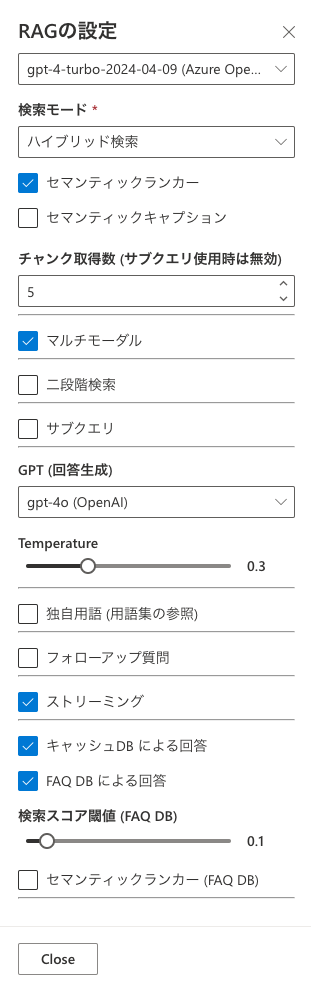 RAGの設定
gpt-4-turbo-2024-04-09 (Azure Ope...
検索モード *
ハイブリッド検索
セマンティックランカー
セマンティックキャプション
チャンク取得数 (サブクエリ使用時は無効)
5
マルチモーダル
二段階検索
サブクエリ
GPT (回答生成)
gpt-4o (OpenAI)
Temperature
0.3
独自用語 (用語集の参照)
フォローアップ質問
ストリーミング
キャッシュDB による回答
FAQ DB による回答
検索スコア閾値 (FAQ DB)
0.1
セマンティックランカー (FAQ DB)
Close